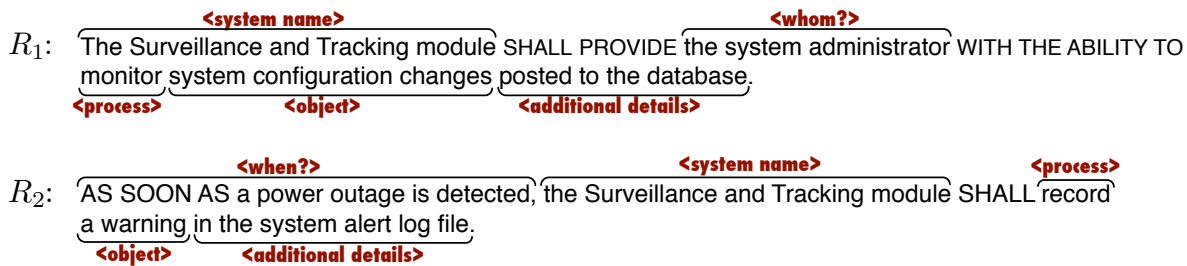 <system name> <whom?>
R1: The Surveillance and Tracking module SHALL PROVIDE the system administrator WITH THE ABILITY TO
monitor system configuration changes posted to the database.
<process> <object> <additional details>
<when?> <system name> <process>
R2: AS SOON AS a power outage is detected, the Surveillance and Tracking module SHALL record
a warning in the system alert log file.
<object> <additional details>